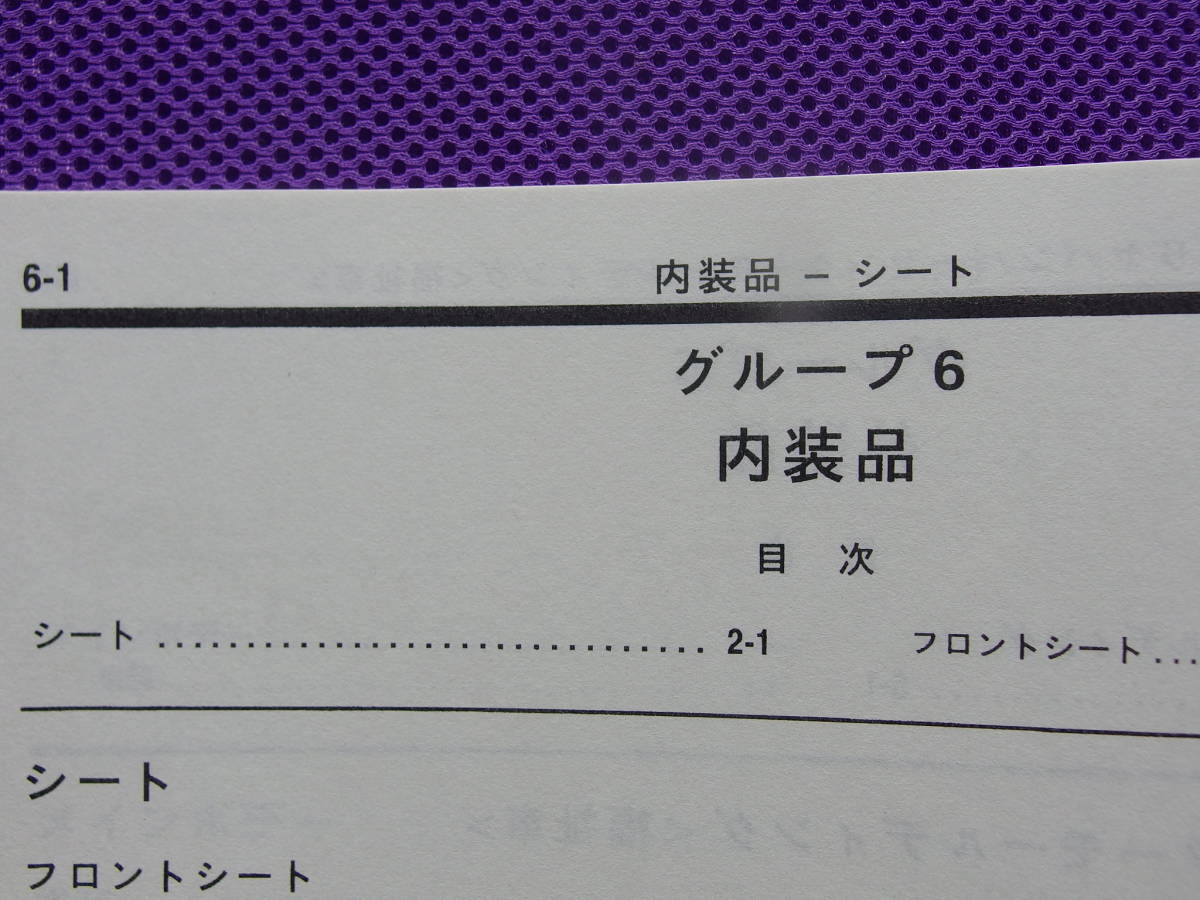 6-1 内装品 − シート
グループ 6
内装品
目 次
シート ................................ 2-1 フロントシート ....
シート
フロントシート